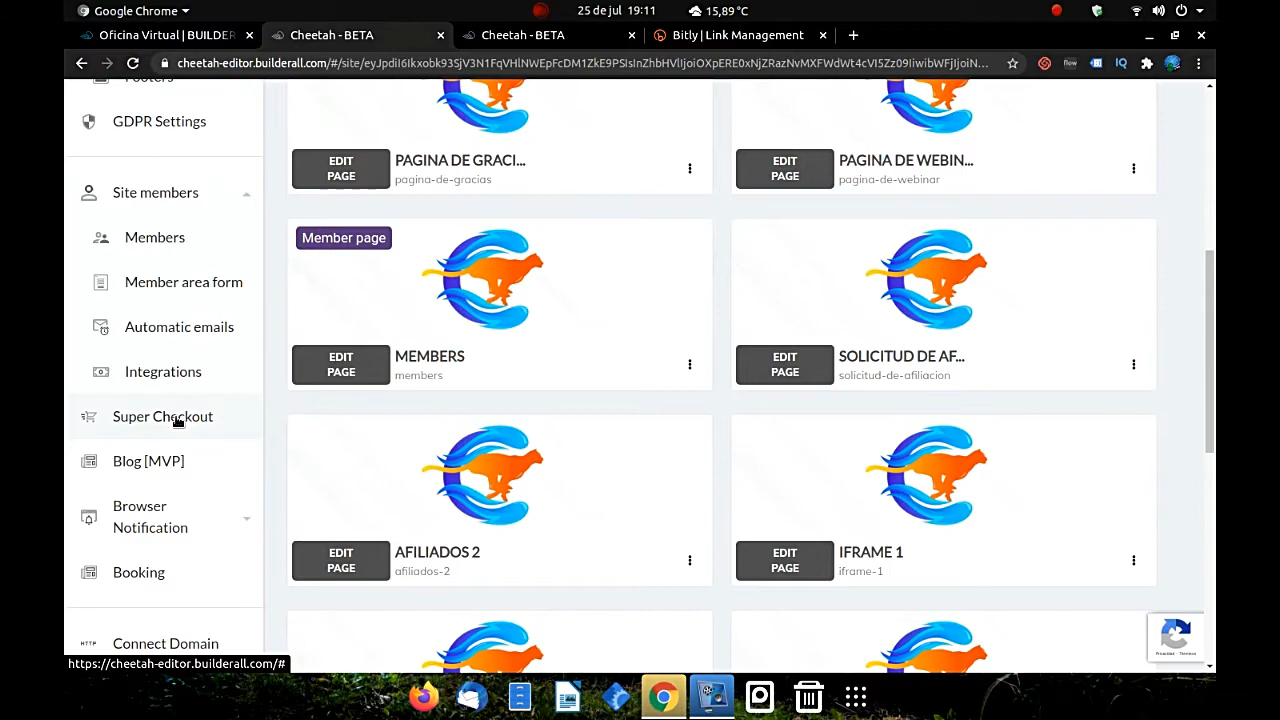 Google Chrome
25 de jul 19:11
15,89 °C
Oficina Virtual | BUILDER
Cheetah - BETA
Cheetah - BETA
Bitly | Link Management
Footers
GDPR Settings
Site members
Members
Member area form
Automatic emails
Integrations
Super Checkout
Blog [MVP]
Browser
Notification
Booking
HTTP Connect Domain
EDIT
PAGE
PAGINA DE GRACI...
pagina-de-gracias
EDIT
PAGE
PAGINA DE WEBIN...
pagina-de-webinar
Member page
EDIT
PAGE
MEMBERS
members
EDIT
PAGE
SOLICITUD DE AF...
solicitud-de-afiliacion
EDIT
PAGE
AFILIADOS 2
afiliados-2
EDIT
PAGE
IFRAME 1
iframe-1
https://cheetah-editor.builderall.com/#